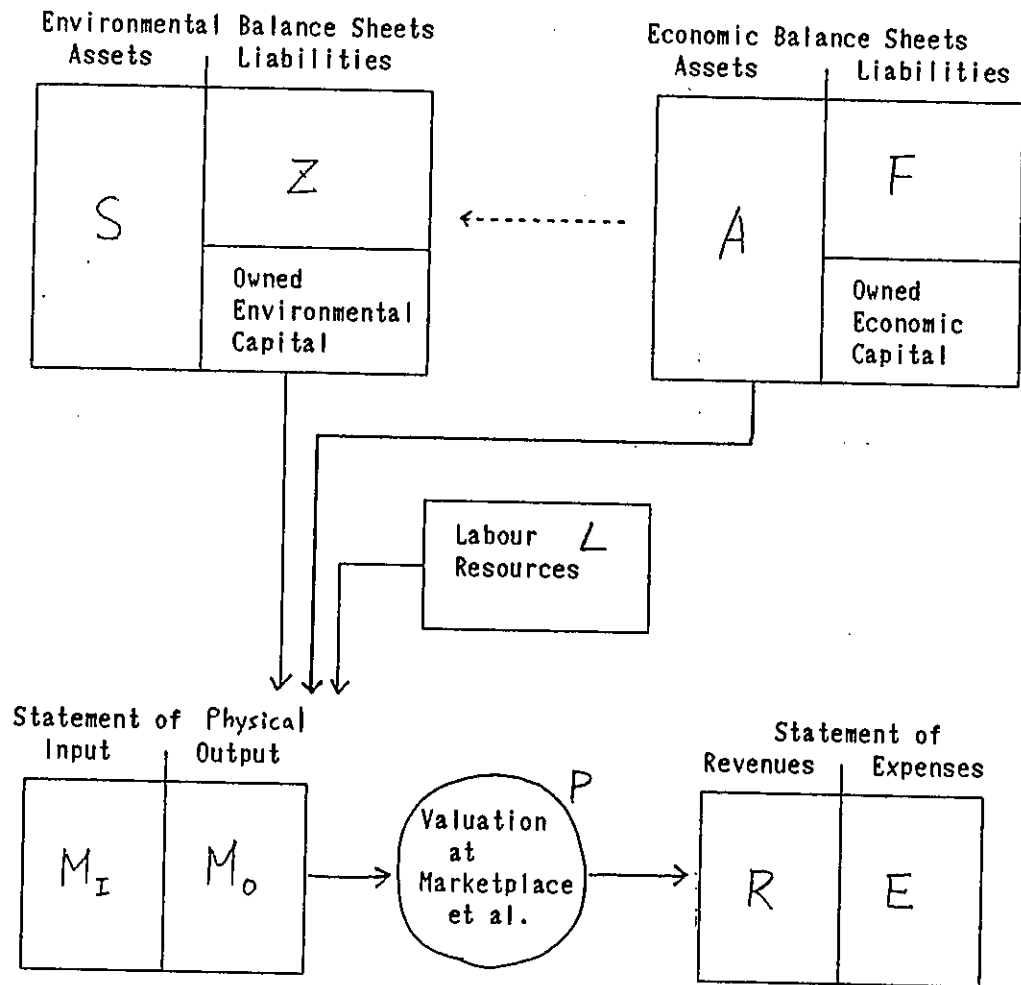 Environmental Balance Sheets
Assets Liabilities
S
Z
Owned
Environmental
Capital
Economic Balance Sheets
Assets Liabilities
A
F
Owned
Economic
Capital
Labour L
Resources
Statement of Physical
Input Output
M_I
M_O
P
Valuation
at
Marketplace
et al.
Statement of
Revenues Expenses
R
E